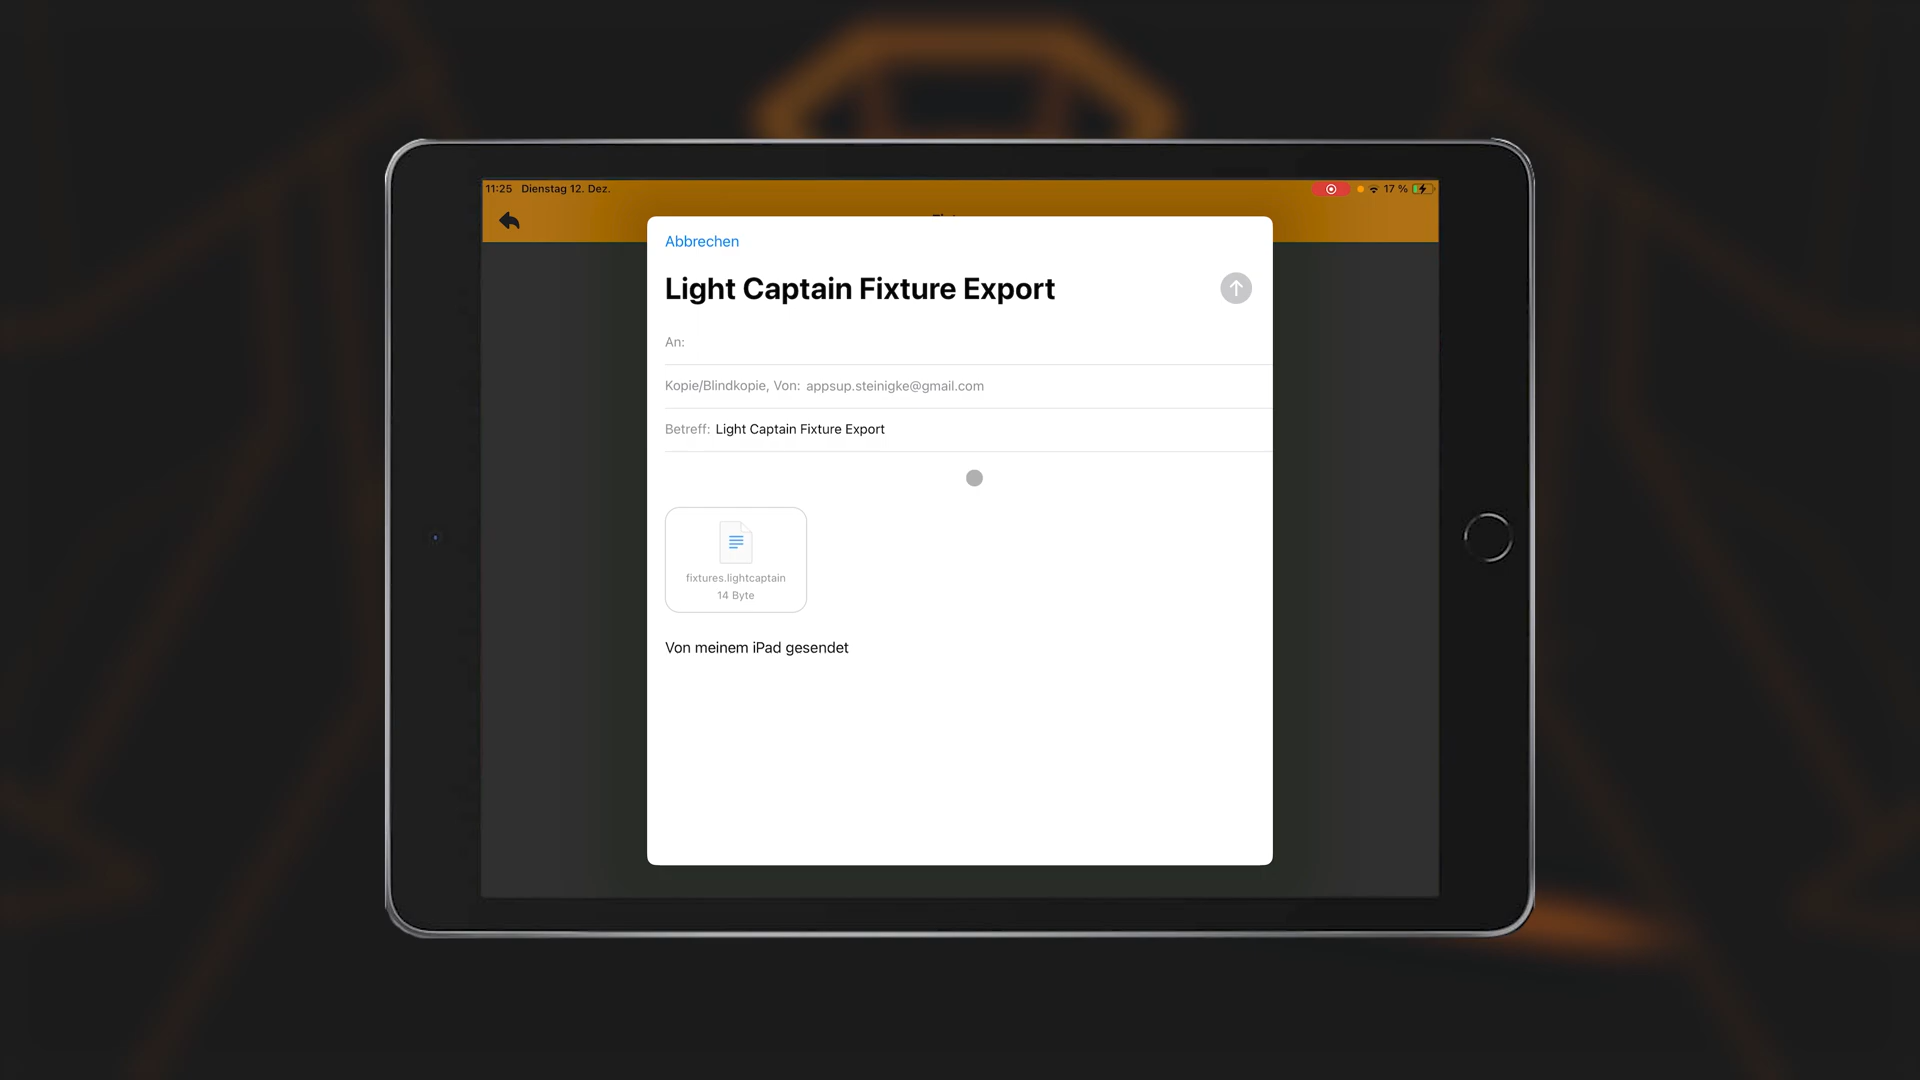 11:25 Dienstag 12. Dez.
17 %
Abbrechen
Light Captain Fixture Export
An:
Kopie/Blindkopie, Von: appsup.steinigke@gmail.com
Betreff: Light Captain Fixture Export
fixtures.lightcaptain
14 Byte
Von meinem iPad gesendet